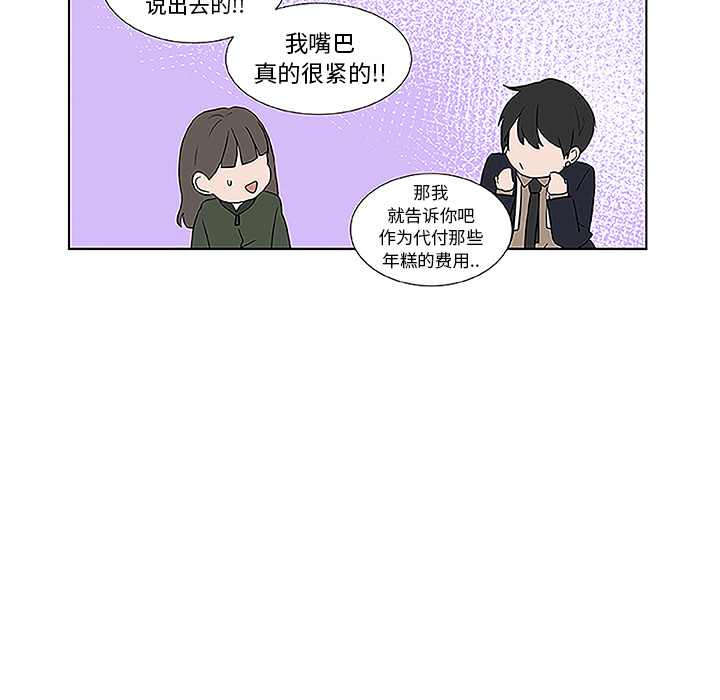 说出去的!!
我嘴巴
真的很紧的!!
那我
就告诉你吧
作为代付那些
年糕的费用..